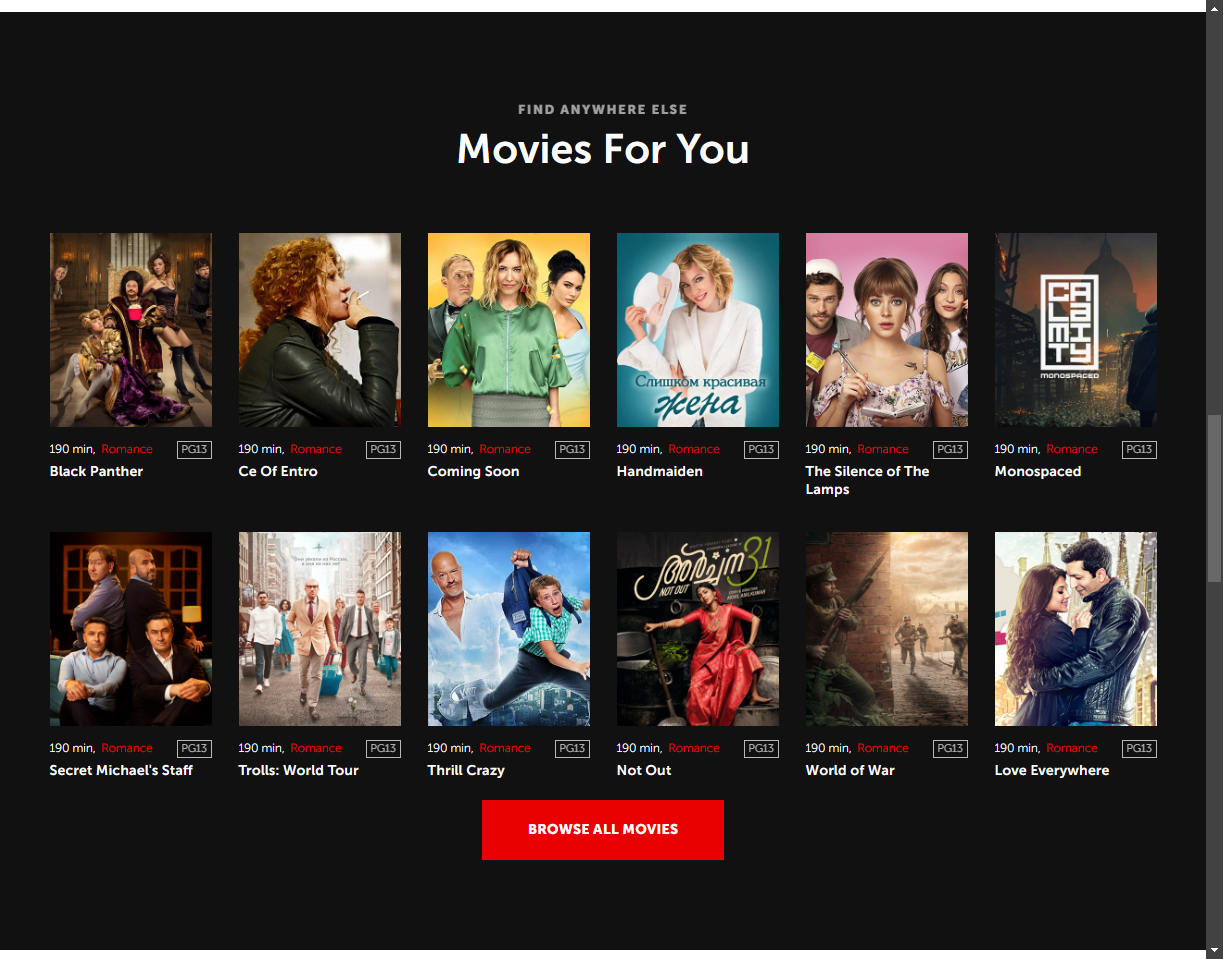 FIND ANYWHERE ELSE
Movies For You
Слишком красивая
жена
CALAMITY
MONOSPACED
190 min, Romance PG13
Black Panther
190 min, Romance PG13
Ce Of Entro
190 min, Romance PG13
Coming Soon
190 min, Romance PG13
Handmaiden
190 min, Romance PG13
The Silence of The
Lamps
190 min, Romance PG13
Monospaced
അർച്ചന 31
NOT OUT
190 min, Romance PG13
Secret Michael's Staff
190 min, Romance PG13
Trolls: World Tour
190 min, Romance PG13
Thrill Crazy
190 min, Romance PG13
Not Out
190 min, Romance PG13
World of War
190 min, Romance PG13
Love Everywhere
BROWSE ALL MOVIES